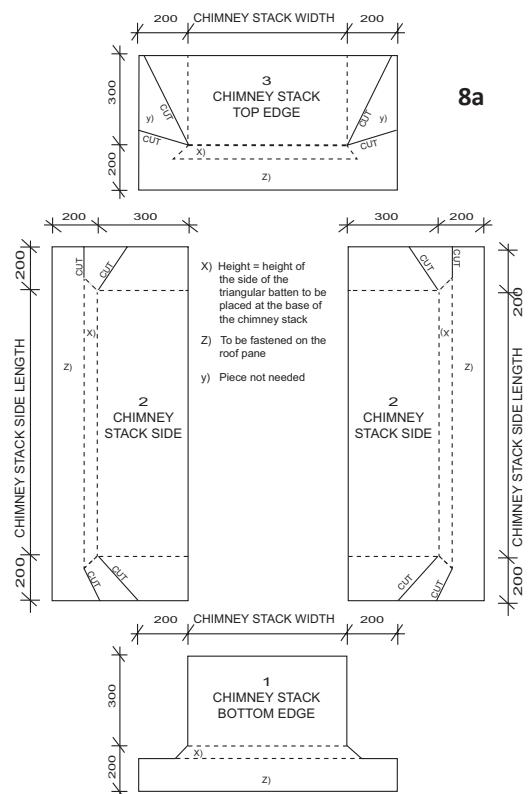 200 CHIMNEY STACK WIDTH 200
8a
300
200
3
CHIMNEY STACK
TOP EDGE
CUT
CUT
y)
y)
CUT
CUT
X)
Z)
200 300
200
CHIMNEY STACK SIDE LENGTH
200
CUT
CUT
X)
Z)
2
CHIMNEY
STACK SIDE
CUT
CUT
X) Height = height of
the side of the
triangular batten to be
placed at the base of
the chimney stack
Z) To be fastened on the
roof pane
y) Piece not needed
300 200
CUT
CUT
X)
Z)
2
CHIMNEY
STACK SIDE
CUT
CUT
200
CHIMNEY STACK SIDE LENGTH
200
200 CHIMNEY STACK WIDTH 200
300
200
1
CHIMNEY STACK
BOTTOM EDGE
X)
Z)